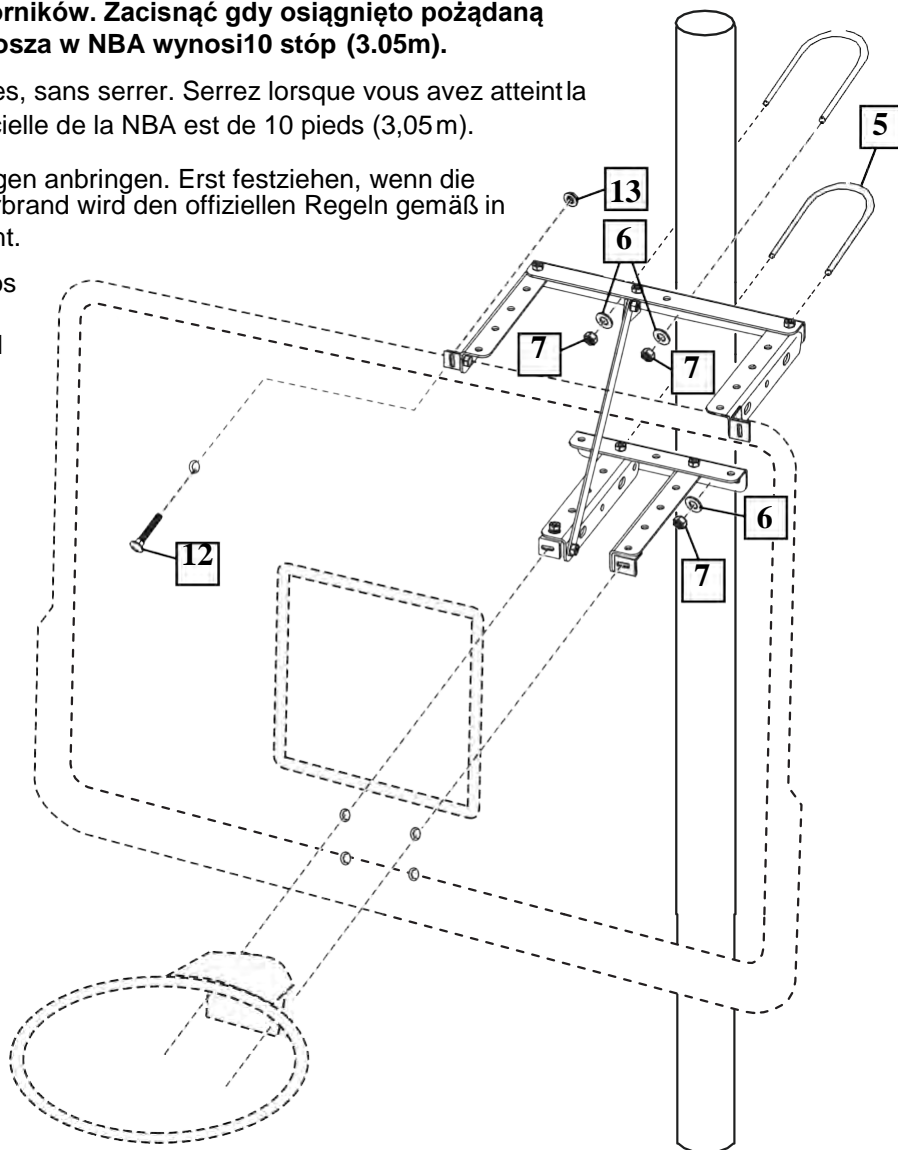 orników. Zacisnąć gdy osiągnięto pożądaną
osza w NBA wynosi10 stóp (3.05m).
es, sans serrer. Serrez lorsque vous avez atteint la
cielle de la NBA est de 10 pieds (3,05 m).
gen anbringen. Erst festziehen, wenn die
rbrand wird den offiziellen Regeln gemäß in
nt.
os
5
13
6
7
7
6
12
7